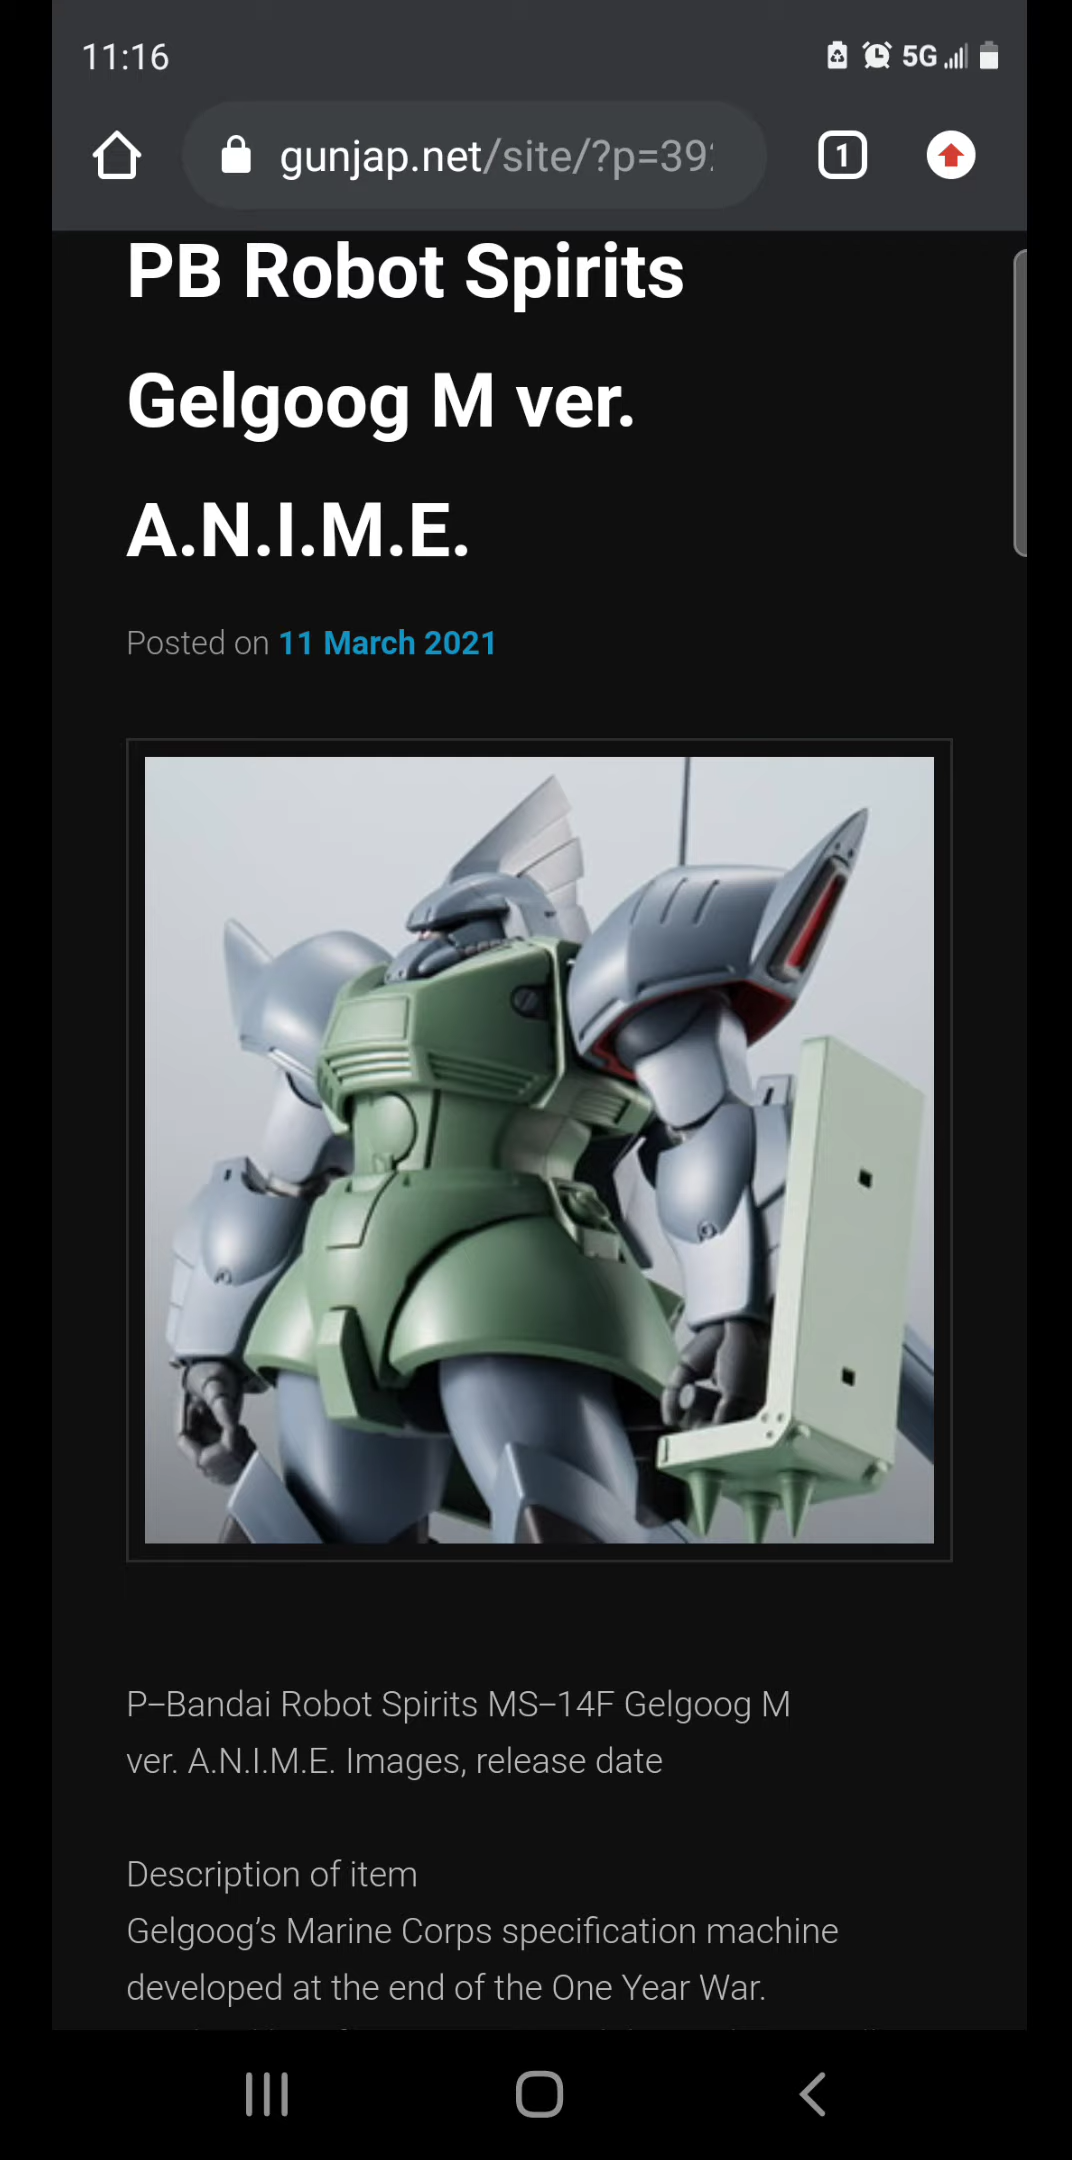 11:16
5G
gunjap.net/site/?p=39
1
PB Robot Spirits
Gelgoog M ver.
A.N.I.M.E.
Posted on 11 March 2021
P–Bandai Robot Spirits MS–14F Gelgoog M
ver. A.N.I.M.E. Images, release date
Description of item
Gelgoog’s Marine Corps specification machine
developed at the end of the One Year War.